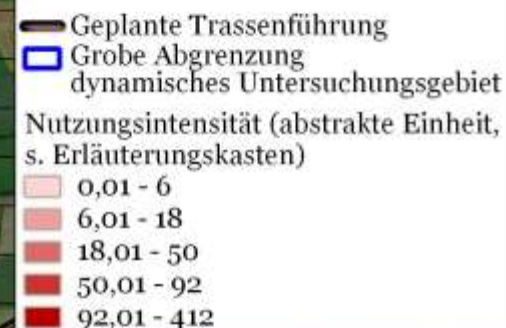 Geplante Trassenführung
Grobe Abgrenzung
dynamisches Untersuchungsgebiet
Nutzungsintensität (abstrakte Einheit,
s. Erläuterungskasten)
0,01 - 6
6,01 - 18
18,01 - 50
50,01 - 92
92,01 - 412